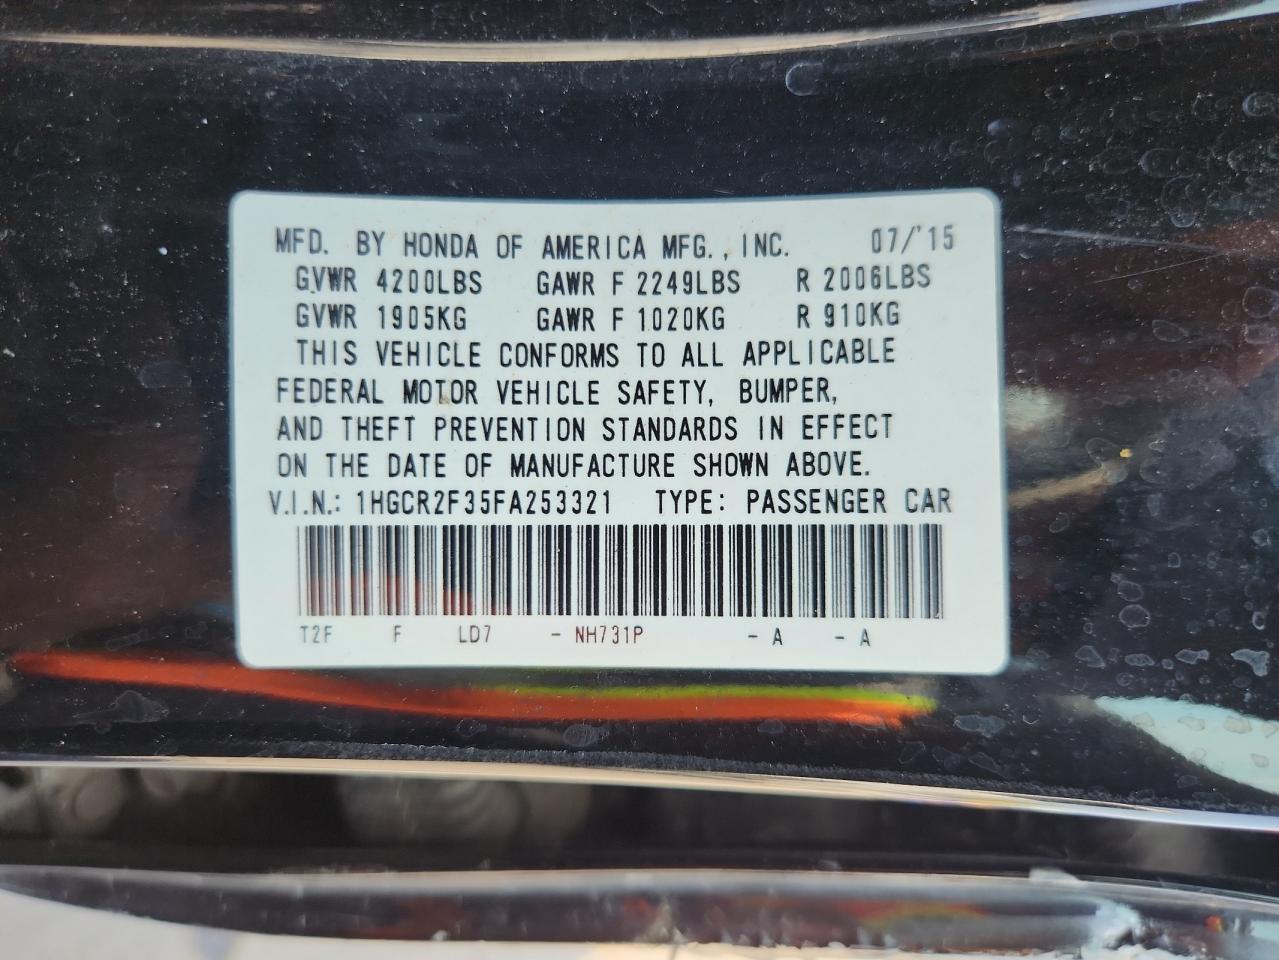 MFD. BY HONDA OF AMERICA MFG., INC. 07/'15
GVWR 4200LBS GAWR F 2249LBS R 2006LBS
GVWR 1905KG GAWR F 1020KG R 910KG
THIS VEHICLE CONFORMS TO ALL APPLICABLE
FEDERAL MOTOR VEHICLE SAFETY, BUMPER,
AND THEFT PREVENTION STANDARDS IN EFFECT
ON THE DATE OF MANUFACTURE SHOWN ABOVE.
V.I.N.: 1HGCR2F35FA253321 TYPE: PASSENGER CAR
T2F F LD7 - NH731P - A - A